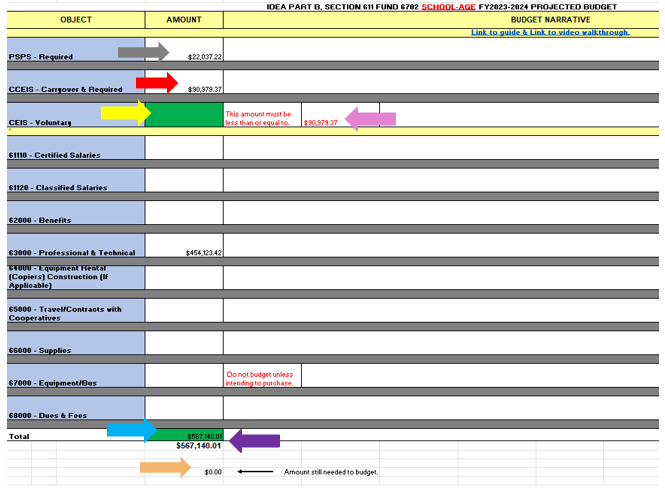 IDEA PART B, SECTION 611 FUND 6702 SCHOOL-AGE FY2023-2024 PROJECTED BUDGET
OBJECT AMOUNT BUDGET NARRATIVE
Link to guide & Link to video walkthrough.
PSPS - Required $22,037.22
CCEIS - Carryover & Required $90,979.37
This amount must be
CEIS - Voluntary less than or equal to. $90,979.37
61110 - Certified Salaries
61120 - Classified Salaries
62000 - Benefits
63000 - Professional & Technical $454,123.42
64000 - Equipment Rental
(Copiers) Construction (If
Applicable)
65000 - Travel/Contracts with
Cooperatives
66000 - Supplies
Do not budget unless
67000 - Equipment/Bus intending to purchase.
68000 - Dues & Fees
Total $567,140.01
$567,140.01
$0.00 Amount still needed to budget.